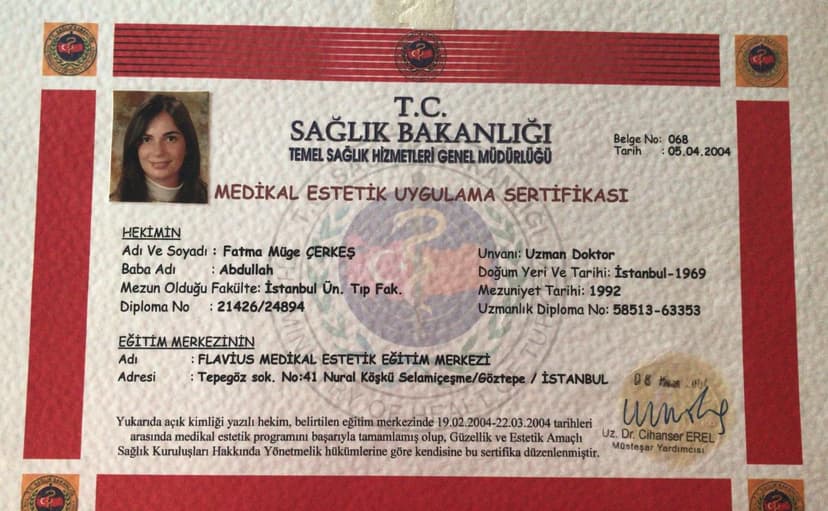 T.C.
SAĞLIK BAKANLIĞI
TEMEL SAĞLIK HİZMETLERİ GENEL MÜDÜRLÜĞÜ
Belge No: 068
Tarih : 05.04.2004
MEDİKAL ESTETİK UYGULAMA SERTİFİKASI
HEKİMİN
Adı Ve Soyadı : Fatma Müge ÇERKEŞ
Baba Adı : Abdullah
Mezun Olduğu Fakülte: İstanbul Ün. Tıp Fak.
Diploma No : 21426/24894
Unvanı: Uzman Doktor
Doğum Yeri Ve Tarihi: İstanbul-1969
Mezuniyet Tarihi: 1992
Uzmanlık Diploma No: 58513-63353
EĞİTİM MERKEZİNİN
Adı : FLAVİUS MEDİKAL ESTETİK EĞİTİM MERKEZİ
Adresi : Tepegöz sok. No:41 Nural Köşkü Selamiçeşme/Göztepe / İSTANBUL
Yukarıda açık kimliği yazılı hekim, belirtilen eğitim merkezinde 19.02.2004-22.03.2004 tarihleri
arasında medikal estetik programını başarıyla tamamlamış olup, Güzellik ve Estetik Amaçlı
Sağlık Kuruluşları Hakkında Yönetmelik hükümlerine göre kendisine bu sertifika düzenlenmiştir.
Uz. Dr. Cihanser EREL
Müsteşar Yardımcısı